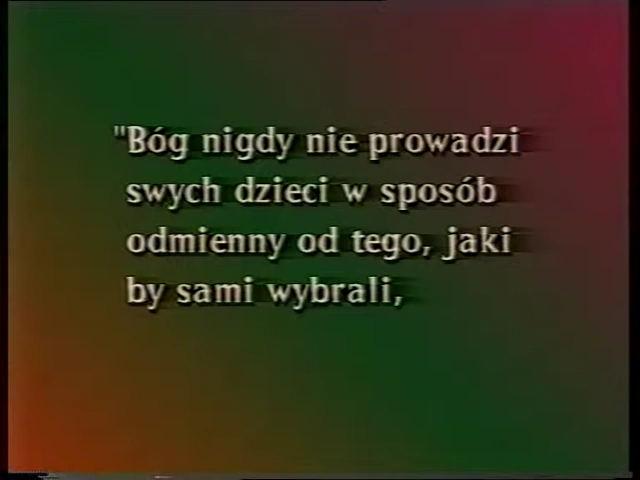 "Bóg nigdy nie prowadzi
swych dzieci w sposób
odmienny od tego, jaki
by sami wybrali,